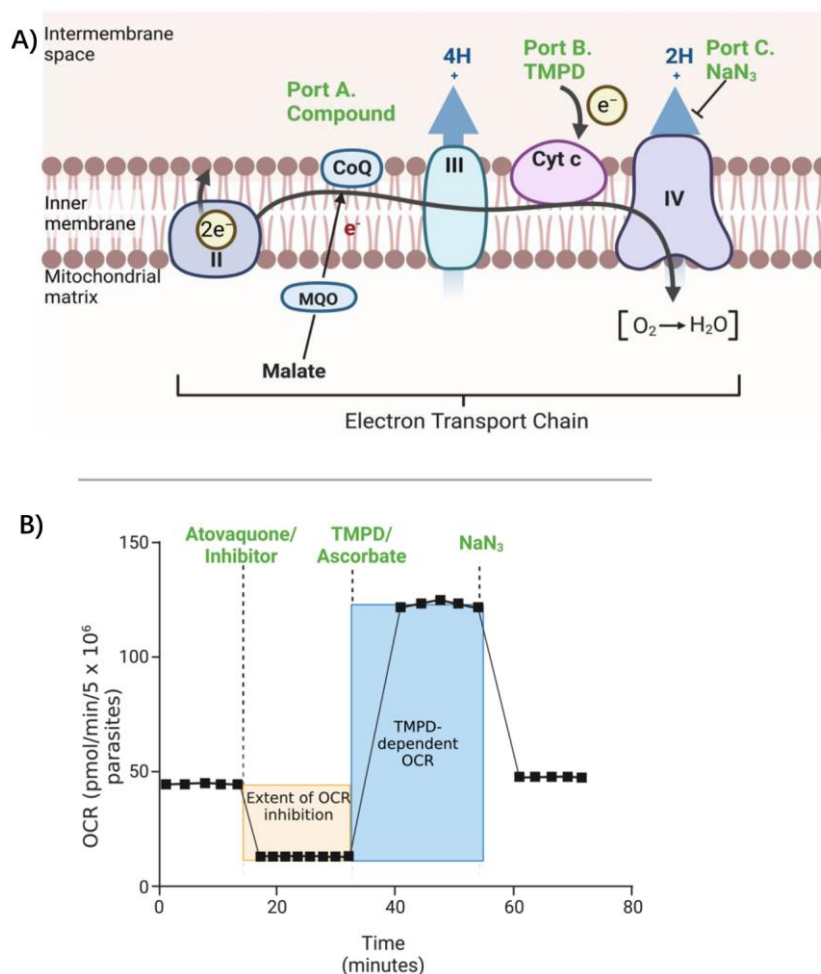 A)
Intermembrane
space
Port A.
Compound
4H
+
Port B.
TMPD
e⁻
2H
+
Port C.
NaN₃
CoQ
III
Cyt c
IV
Inner
membrane
2e⁻
II
e⁻
Mitochondrial
matrix
MQO
Malate
[ O₂ → H₂O ]
Electron Transport Chain
B)
Atovaquone/
Inhibitor
TMPD/
Ascorbate
NaN₃
OCR (pmol/min/5 x 10⁶
parasites)
150
100
50
0
Extent of OCR
inhibition
TMPD-
dependent
OCR
0
20
40
60
80
Time
(minutes)